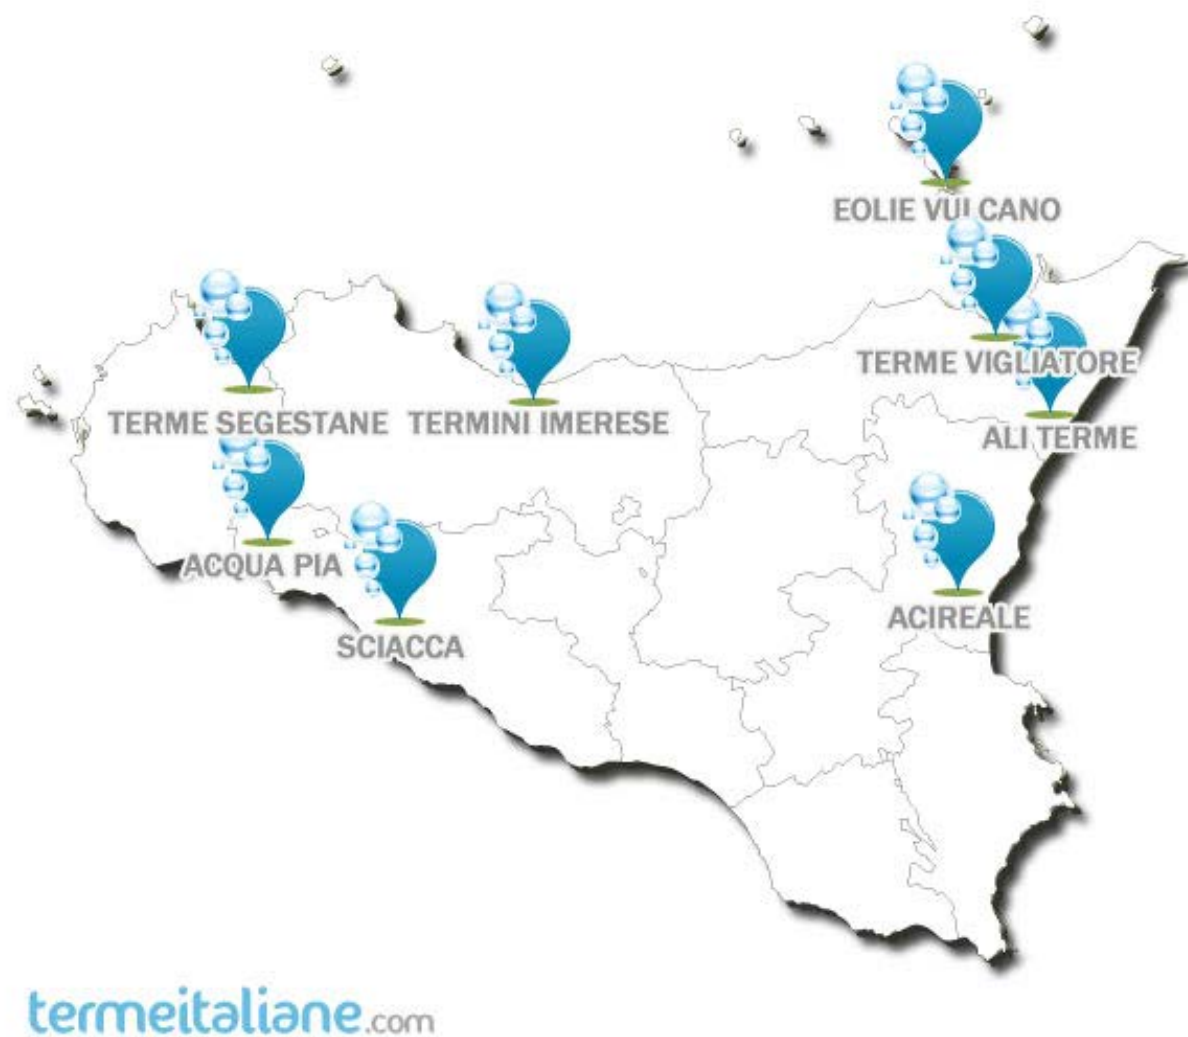 EOLIE VULCANO
TERME VIGLIATORE
TERME SEGESTANE
TERMINI IMERESE
ALI TERME
ACQUA PIA
ACIREALE
SCIACCA
termeitaliane.com